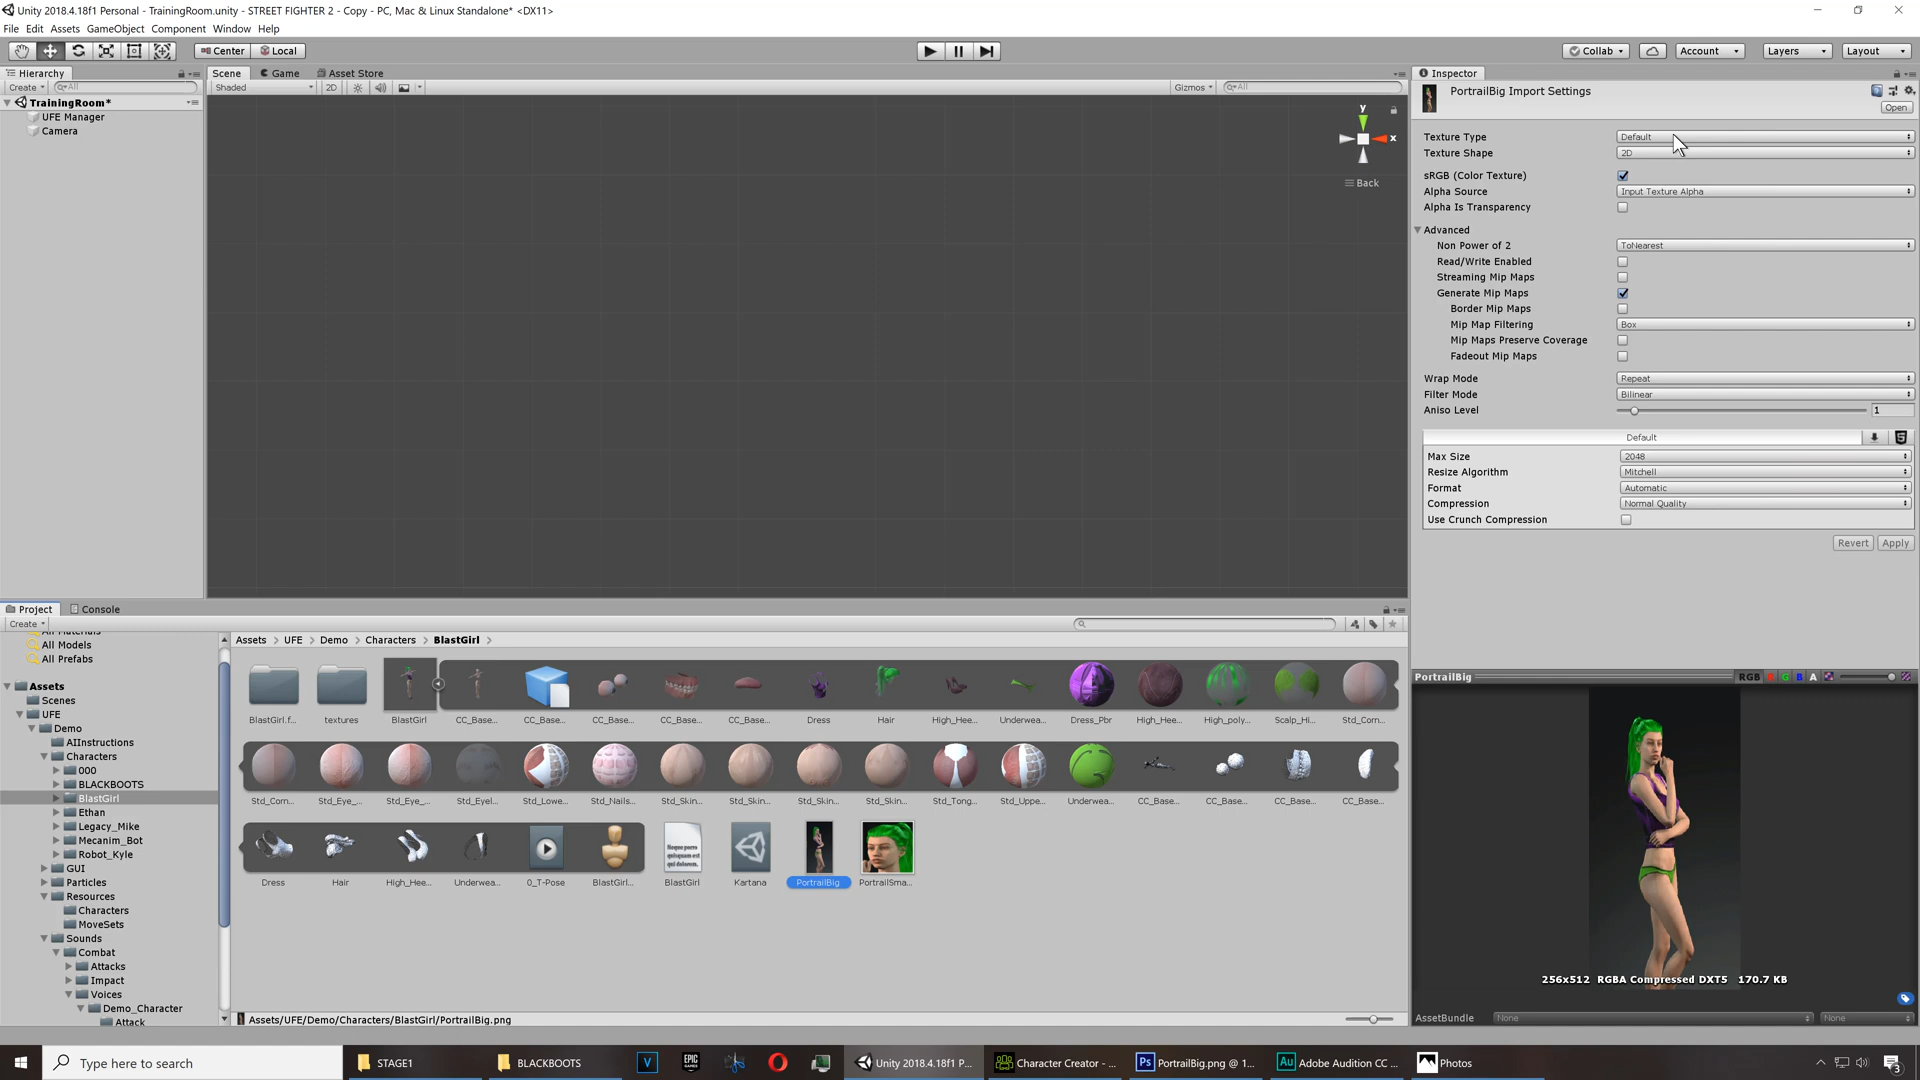 Unity 2018.4.18f1 Personal - TrainingRoom.unity - STREET FIGHTER 2 - Copy - PC, Mac & Linux Standalone* <DX11>
File Edit Assets GameObject Component Window Help
Center Local Collab Account Layers Layout
Hierarchy
Create All
TrainingRoom*
UFE Manager
Camera
Scene Game Asset Store
Shaded 2D Gizmos All
y
x
Back
Inspector
PortrailBig Import Settings
Open
Texture Type Default
Texture Shape 2D
sRGB (Color Texture)
Alpha Source Input Texture Alpha
Alpha Is Transparency
Advanced
Non Power of 2 ToNearest
Read/Write Enabled
Streaming Mip Maps
Generate Mip Maps
Border Mip Maps
Mip Map Filtering Box
Mip Maps Preserve Coverage
Fadeout Mip Maps
Wrap Mode Repeat
Filter Mode Bilinear
Aniso Level 1
Default
Max Size 2048
Resize Algorithm Mitchell
Format Automatic
Compression Normal Quality
Use Crunch Compression
Revert Apply
Project Console
Create
All Materials
All Models
All Prefabs
Assets
Scenes
UFE
Demo
AIInstructions
Characters
000
BLACKBOOTS
BlastGirl
Ethan
Legacy_Mike
Mecanim_Bot
Robot_Kyle
GUI
Particles
Resources
Characters
MoveSets
Sounds
Combat
Attacks
Impact
Voices
Demo_Character
Attack
Assets UFE Demo Characters BlastGirl
BlastGirl.f... textures BlastGirl CC_Base... CC_Base... CC_Base... CC_Base... CC_Base... Dress Hair High_Hee... Underwea... Dress_Pbr High_Hee... High_poly... Scalp_Hi... Std_Corn...
Std_Corn... Std_Eye_... Std_Eye_... Std_Eyel... Std_Lowe... Std_Nails... Std_Skin... Std_Skin... Std_Skin... Std_Skin... Std_Tong... Std_Uppe... Underwea... CC_Base... CC_Base... CC_Base... CC_Base...
Dress Hair High_Hee... Underwea... 0_T-Pose BlastGirl... BlastGirl Kartana PortrailBig PortrailSma...
Assets/UFE/Demo/Characters/BlastGirl/PortrailBig.png
PortrailBig RGB R G B A
256x512 RGBA Compressed DXT5 170.7 KB
AssetBundle None None
Type here to search STAGE1 BLACKBOOTS Unity 2018.4.18f1 P... Character Creator - ... PortrailBig.png @ 1... Adobe Audition CC ... Photos 3